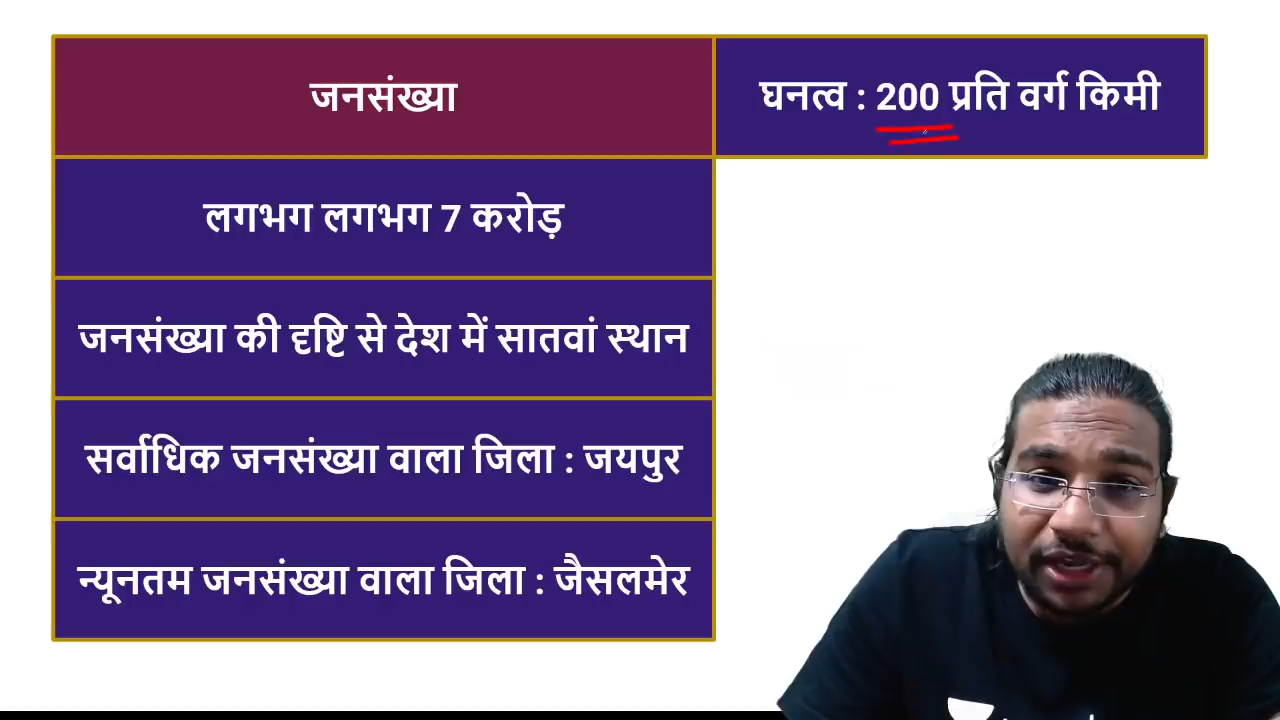 जनसंख्या
घनत्व : 200 प्रति वर्ग किमी
लगभग लगभग 7 करोड़
जनसंख्या की दृष्टि से देश में सातवां स्थान
सर्वाधिक जनसंख्या वाला जिला : जयपुर
न्यूनतम जनसंख्या वाला जिला : जैसलमेर